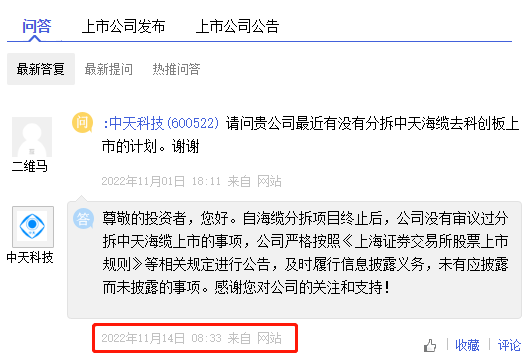 问答 上市公司发布 上市公司公告
最新答复 最新提问 热推问答
问 :中天科技(600522) 请问贵公司最近有没有分拆中天海缆去科创板上
市的计划。谢谢
二维马
2022年11月01日 18:11 来自 网站
答 尊敬的投资者，您好。自海缆分拆项目终止后，公司没有审议过分
拆中天海缆上市的事项，公司严格按照《上海证券交易所股票上市
中天科技
规则》等相关规定进行公告，及时履行信息披露义务，未有应披露
而未披露的事项。感谢您对公司的关注和支持！
2022年11月14日 08:33 来自 网站
收藏 评论